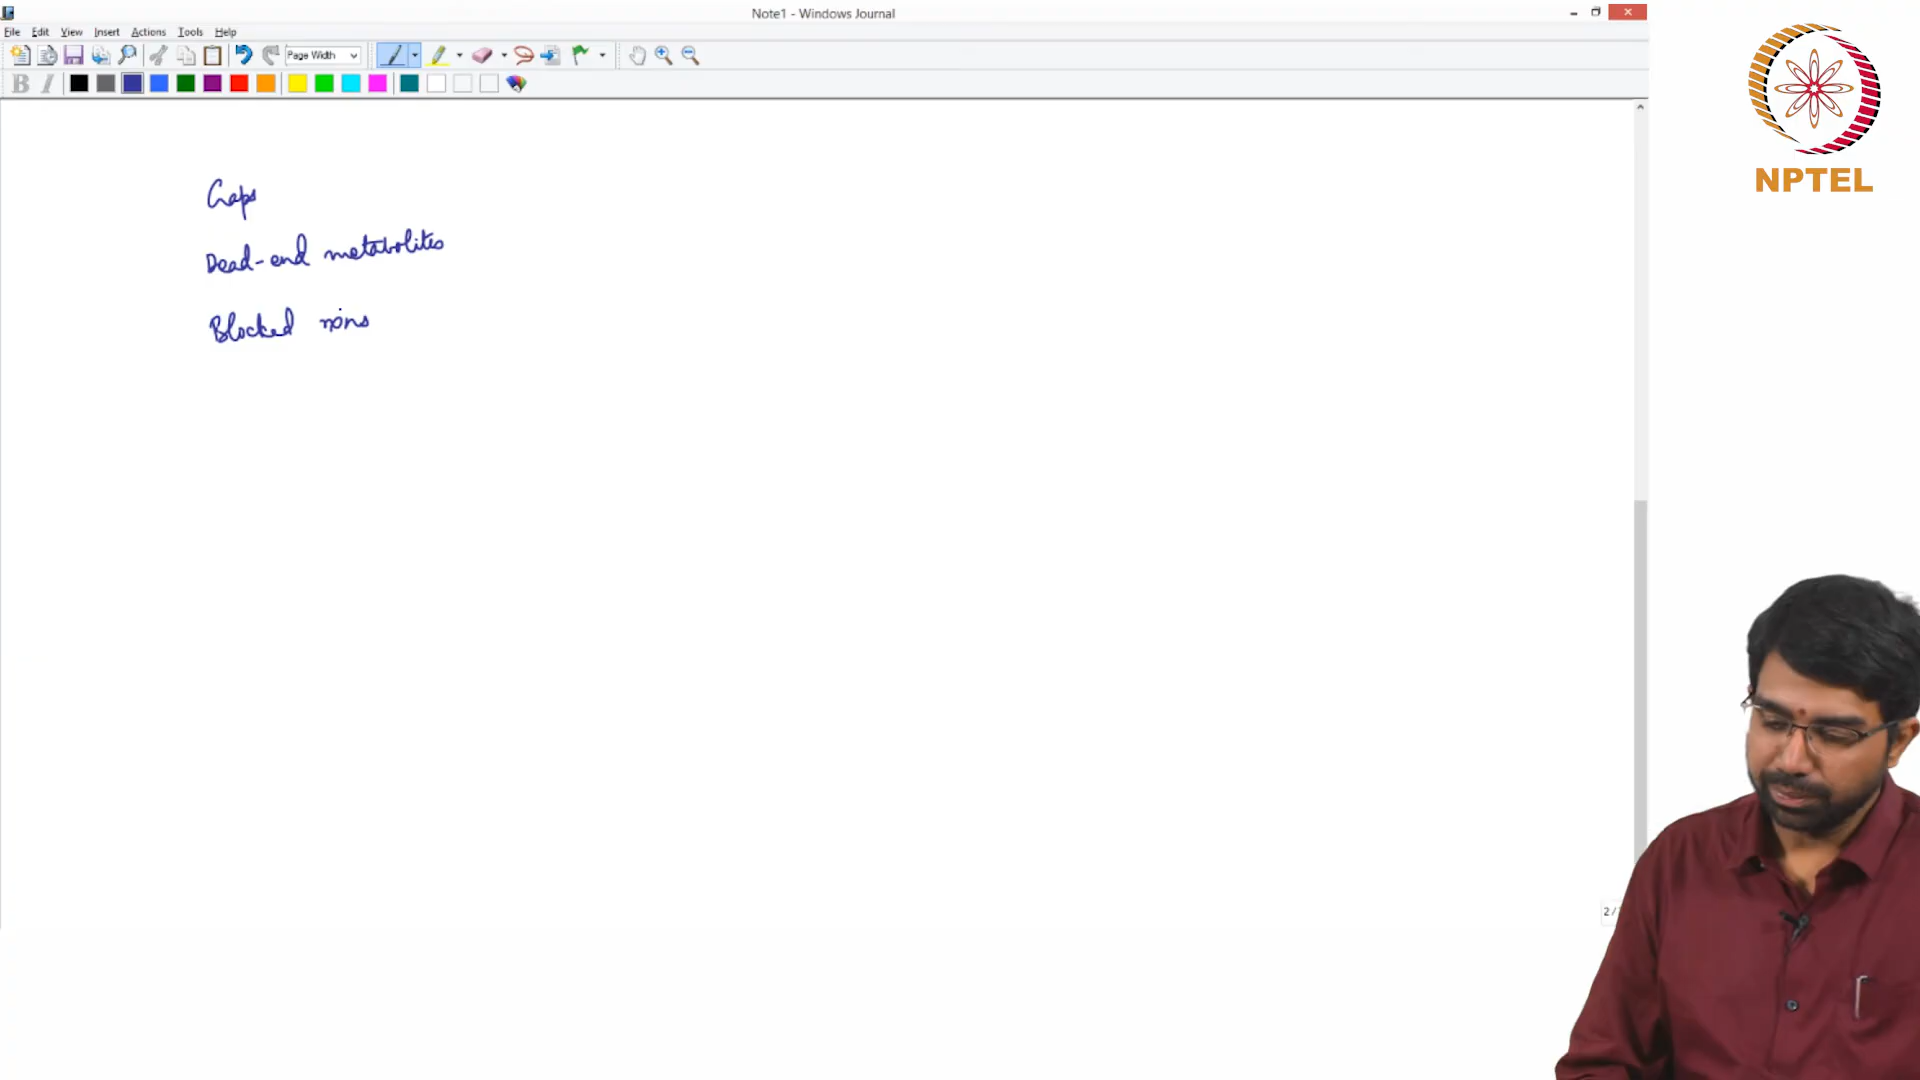 Note1 - Windows Journal
File Edit View Insert Actions Tools Help
Page Width
B I
NPTEL
Gaps
Dead-end metabolites
Blocked rxns
2 /